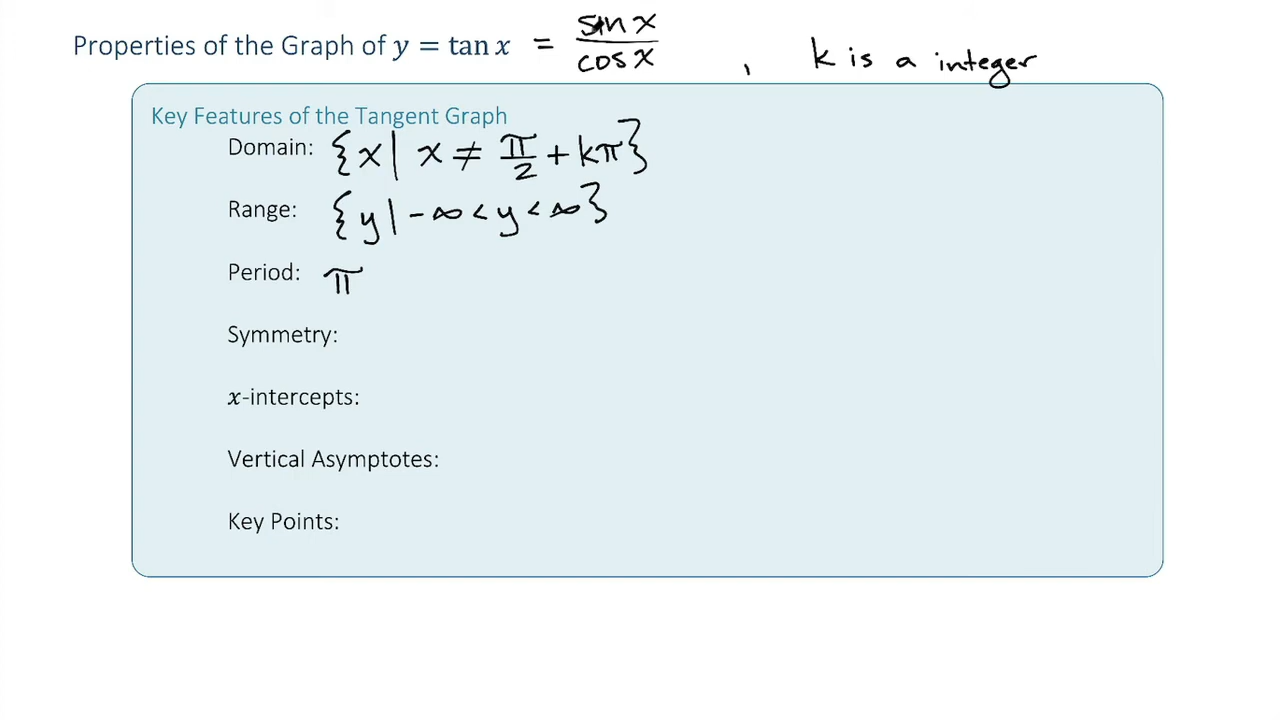 Properties of the Graph of y = tan x = sin x / cos x , k is a integer
Key Features of the Tangent Graph
Domain: {x | x ≠ π/2 + kπ}
Range: {y | -∞ < y < ∞}
Period: π
Symmetry:
x-intercepts:
Vertical Asymptotes:
Key Points: